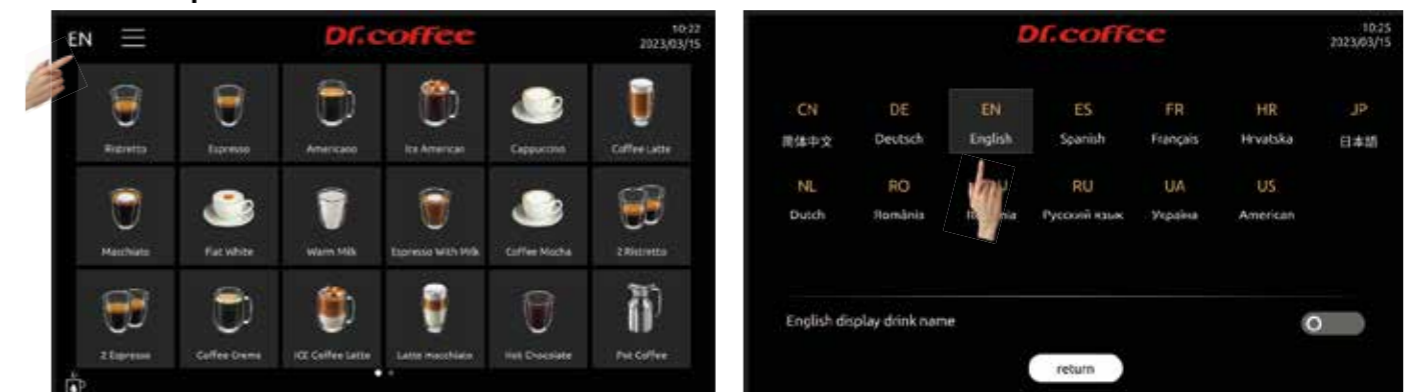 EN
Dr.coffee
10:22
2023/03/15
Ristretto
Espresso
Americano
Ice American
Cappuccino
Coffee Latte
Macchiato
Flat White
Warm Milk
Espresso With Milk
Coffee Mocha
2 Ristretto
2 Espresso
Coffee Creme
ICE Coffee Latte
Latte macchiato
Hot Chocolate
Pot Coffee
Dr.coffee
10:25
2023/03/15
CN
DE
EN
ES
FR
HR
JP
简体中文
Deutsch
English
Spanish
Français
Hrvatska
日本語
NL
RO
RU
UA
US
Dutch
România
Русский язык
Україна
American
English display drink name
return